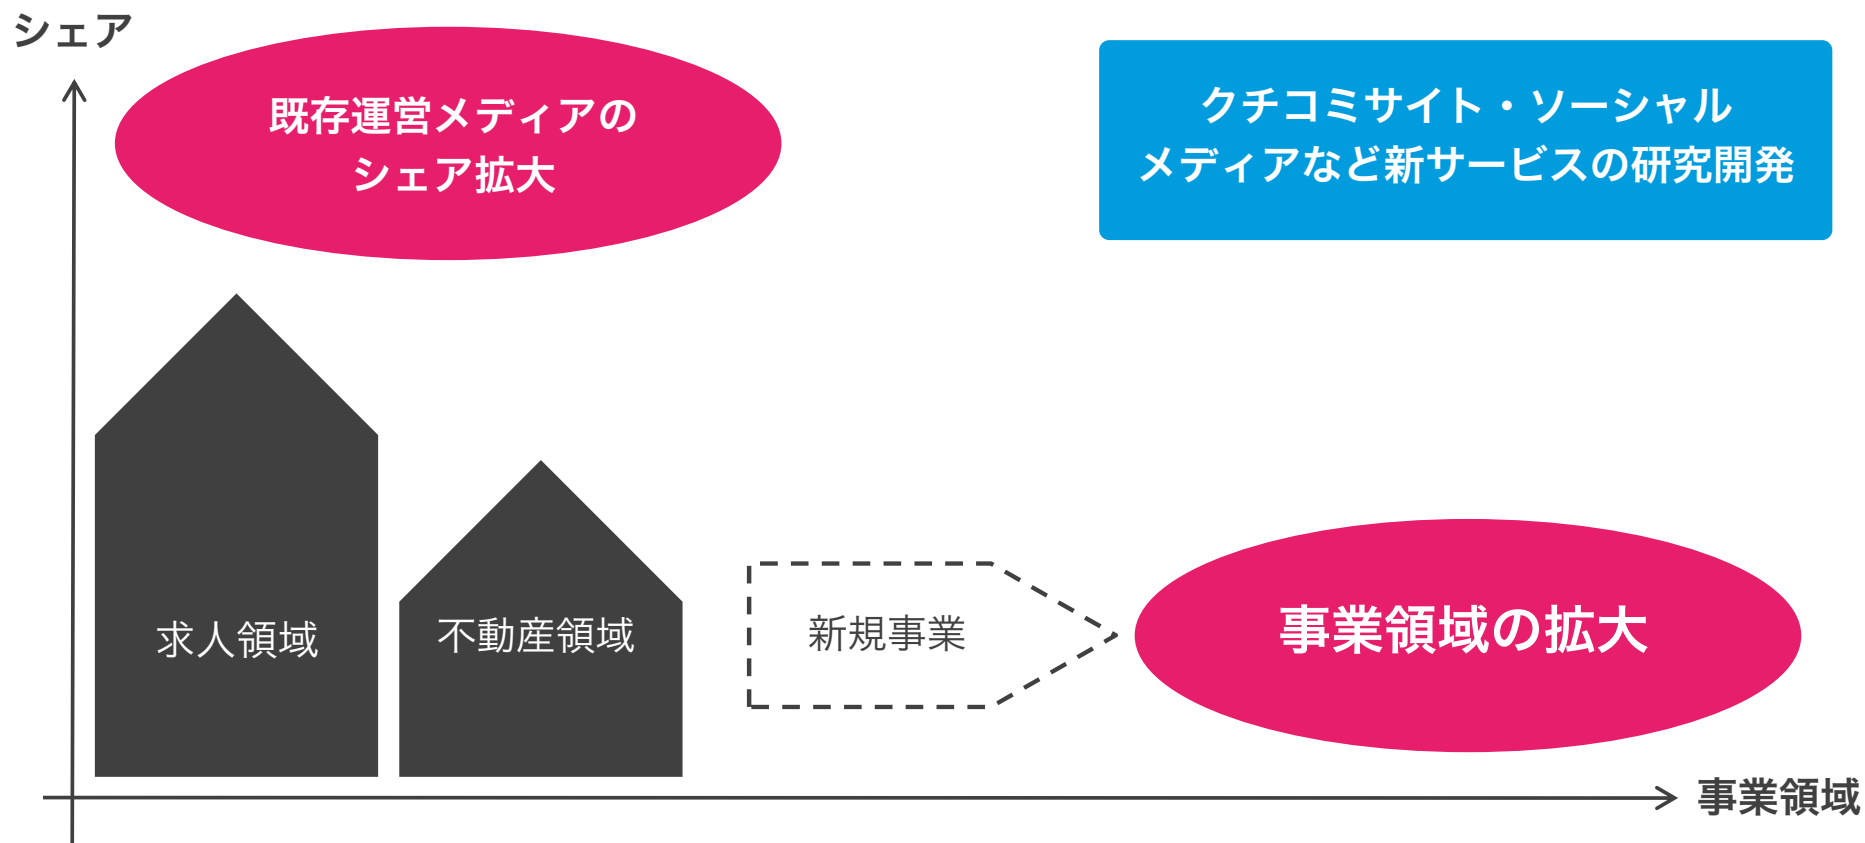 シェア
既存運営メディアの
シェア拡大
クチコミサイト・ソーシャル
メディアなど新サービスの研究開発
求人領域
不動産領域
新規事業
事業領域の拡大
事業領域